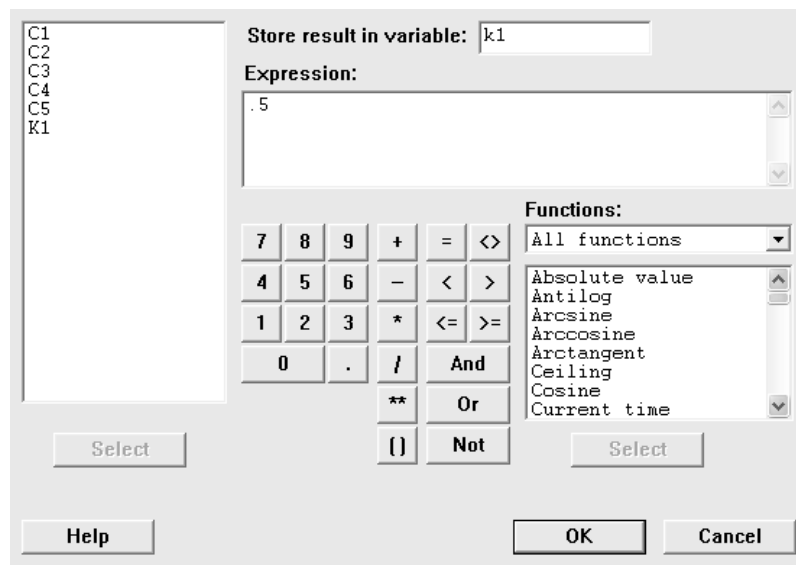 C1
C2
C3
C4
C5
K1
Store result in variable: k1
Expression:
.5
Functions:
All functions
7 8 9 + = <>
4 5 6 – < >
1 2 3 * <= >=
0 . / And
** Or
() Not
Absolute value
Antilog
Arcsine
Arccosine
Arctangent
Ceiling
Cosine
Current time
Select
Select
Help
OK
Cancel